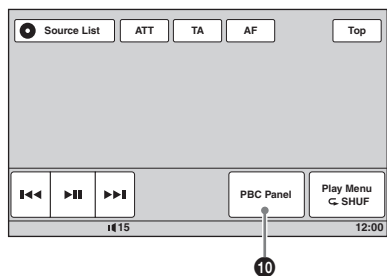 Source List ATT TA AF Top
PBC Panel Play Menu
SHUF
15 12:00
10